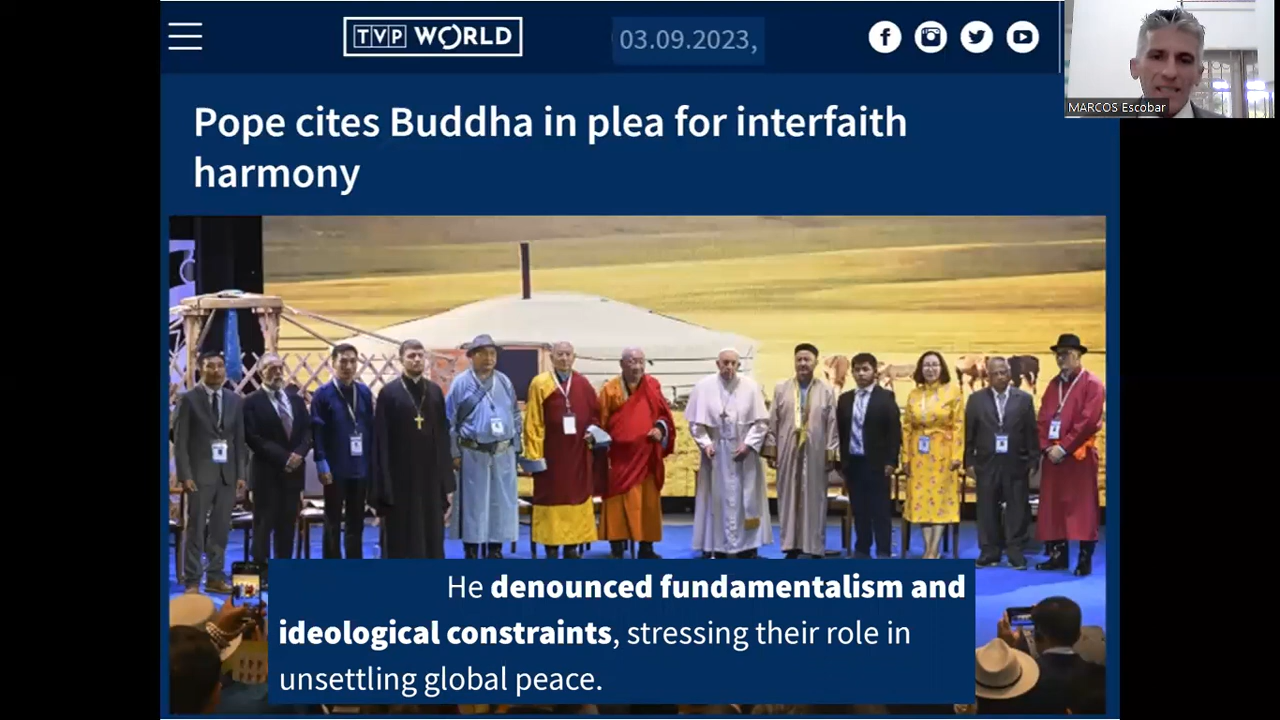 TVP WORLD
03.09.2023,
MARCOS Escobar
Pope cites Buddha in plea for interfaith
harmony
He denounced fundamentalism and
ideological constraints, stressing their role in
unsettling global peace.